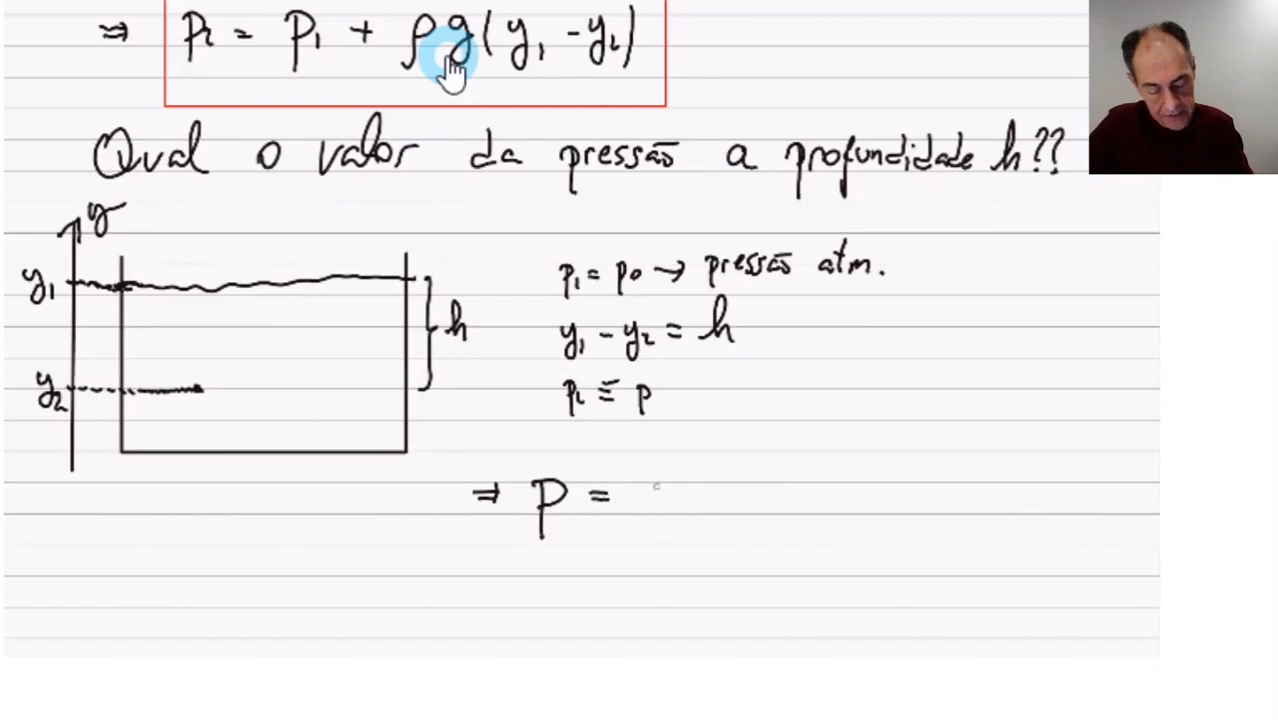 ⇒ p₂ = p₁ + ρg(y₁ - y₂)
Qual o valor da pressão a profundidade h??
y
y₁
h
y₂
p₁ = p₀ → pressão atm.
y₁ - y₂ = h
p₂ ≡ p
⇒ P =